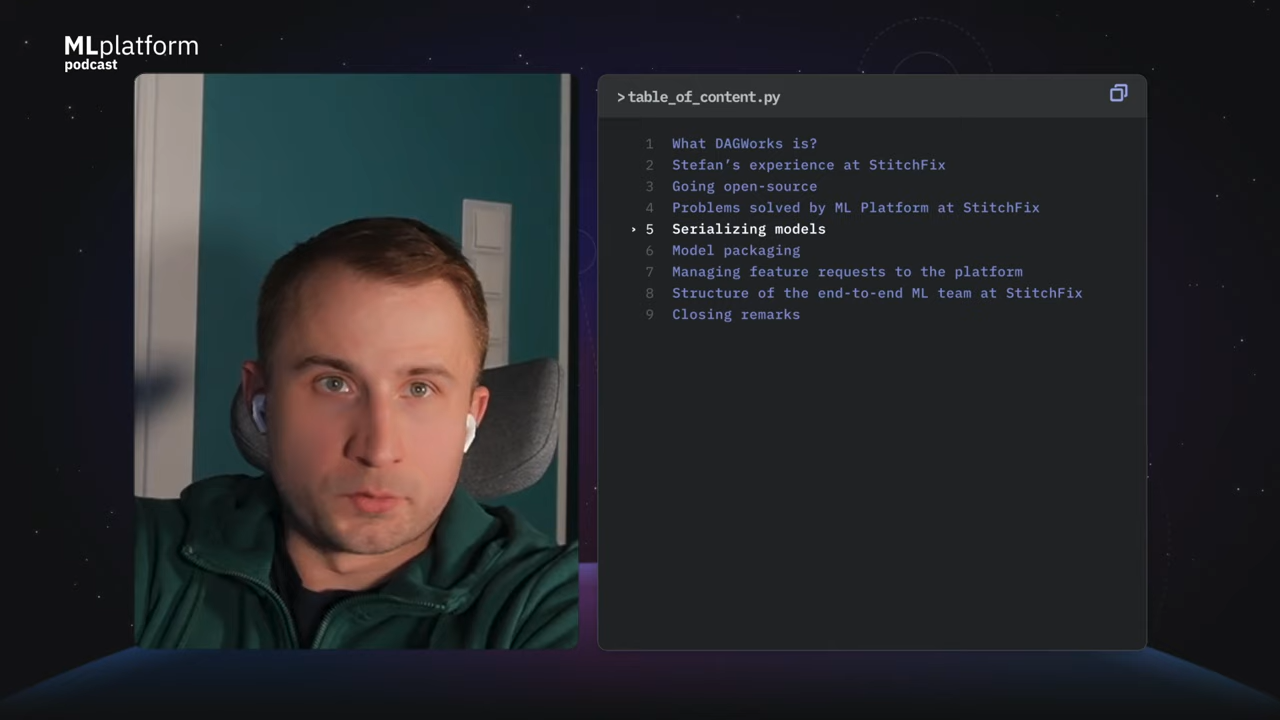 MLplatform
podcast
>table_of_content.py
1 What DAGWorks is?
2 Stefan’s experience at StitchFix
3 Going open-source
4 Problems solved by ML Platform at StitchFix
› 5 Serializing models
6 Model packaging
7 Managing feature requests to the platform
8 Structure of the end-to-end ML team at StitchFix
9 Closing remarks